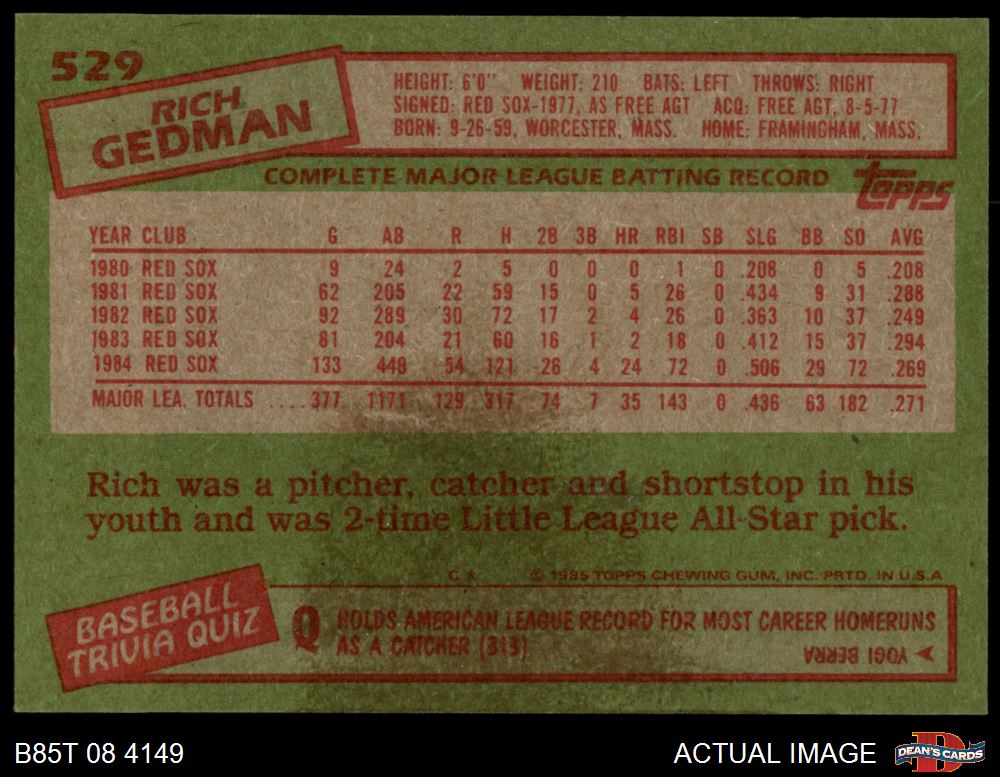 529
RICH
GEDMAN
HEIGHT: 6'0" WEIGHT: 210 BATS: LEFT THROWS: RIGHT
SIGNED: RED SOX-1977, AS FREE AGT ACQ: FREE AGT, 8-5-77
BORN: 9-26-59, WORCESTER, MASS. HOME: FRAMINGHAM, MASS.
COMPLETE MAJOR LEAGUE BATTING RECORD
topps
YEAR CLUB G AB R H 2B 3B HR RBI SB SLG BB SO AVG
1980 RED SOX 9 24 2 5 0 0 0 1 0 .208 0 5 .208
1981 RED SOX 62 205 22 59 15 0 5 26 0 .434 9 31 .288
1982 RED SOX 92 289 30 72 17 2 4 26 0 .363 10 37 .249
1983 RED SOX 81 204 21 60 16 1 2 18 0 .412 15 37 .294
1984 RED SOX 133 449 54 121 26 4 24 72 0 .506 29 72 .269
MAJOR LEA. TOTALS ....377 1171 129 317 74 7 35 143 0 .436 63 182 .271
Rich was a pitcher, catcher and shortstop in his
youth and was 2-time Little League All-Star pick.
C * © 1985 TOPPS CHEWING GUM, INC. PRTD. IN U.S.A
BASEBALL
TRIVIA QUIZ
Q HOLDS AMERICAN LEAGUE RECORD FOR MOST CAREER HOMERUNS
AS A CATCHER (313)
YOGI BERRA
B85T 08 4149
ACTUAL IMAGE
D
DEAN'S CARDS